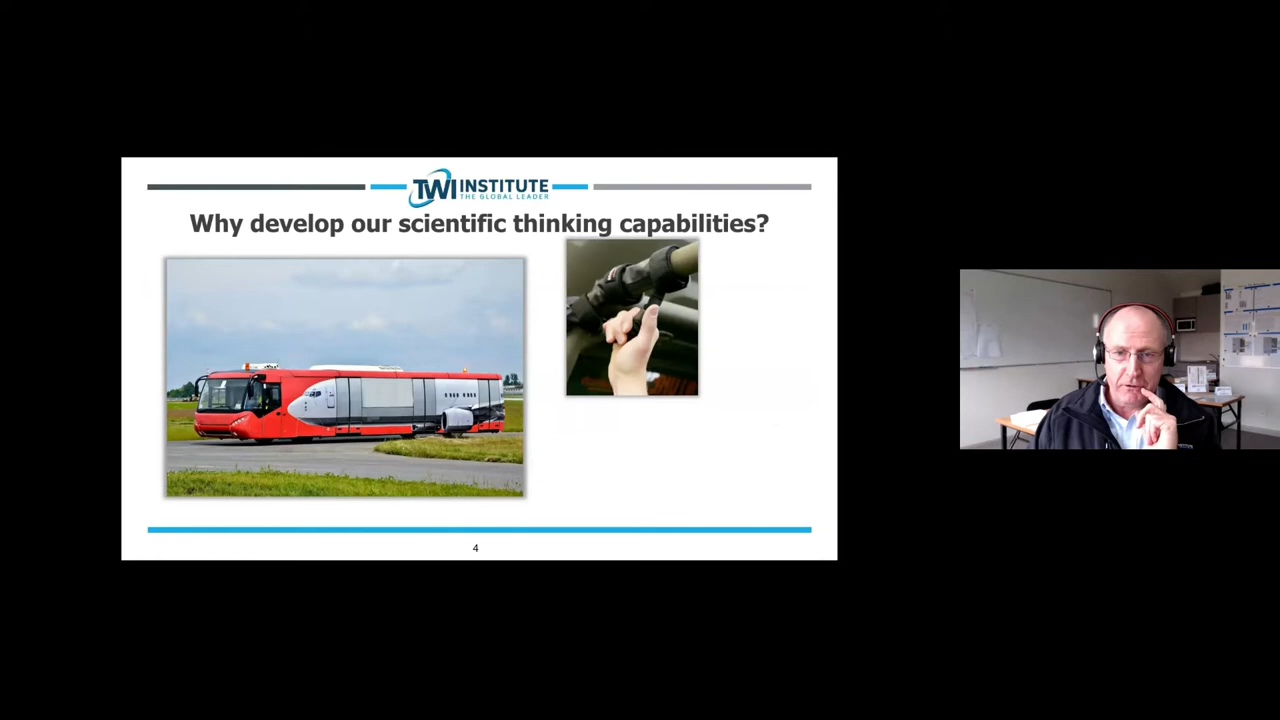 TWI INSTITUTE
THE GLOBAL LEADER
Why develop our scientific thinking capabilities?
4